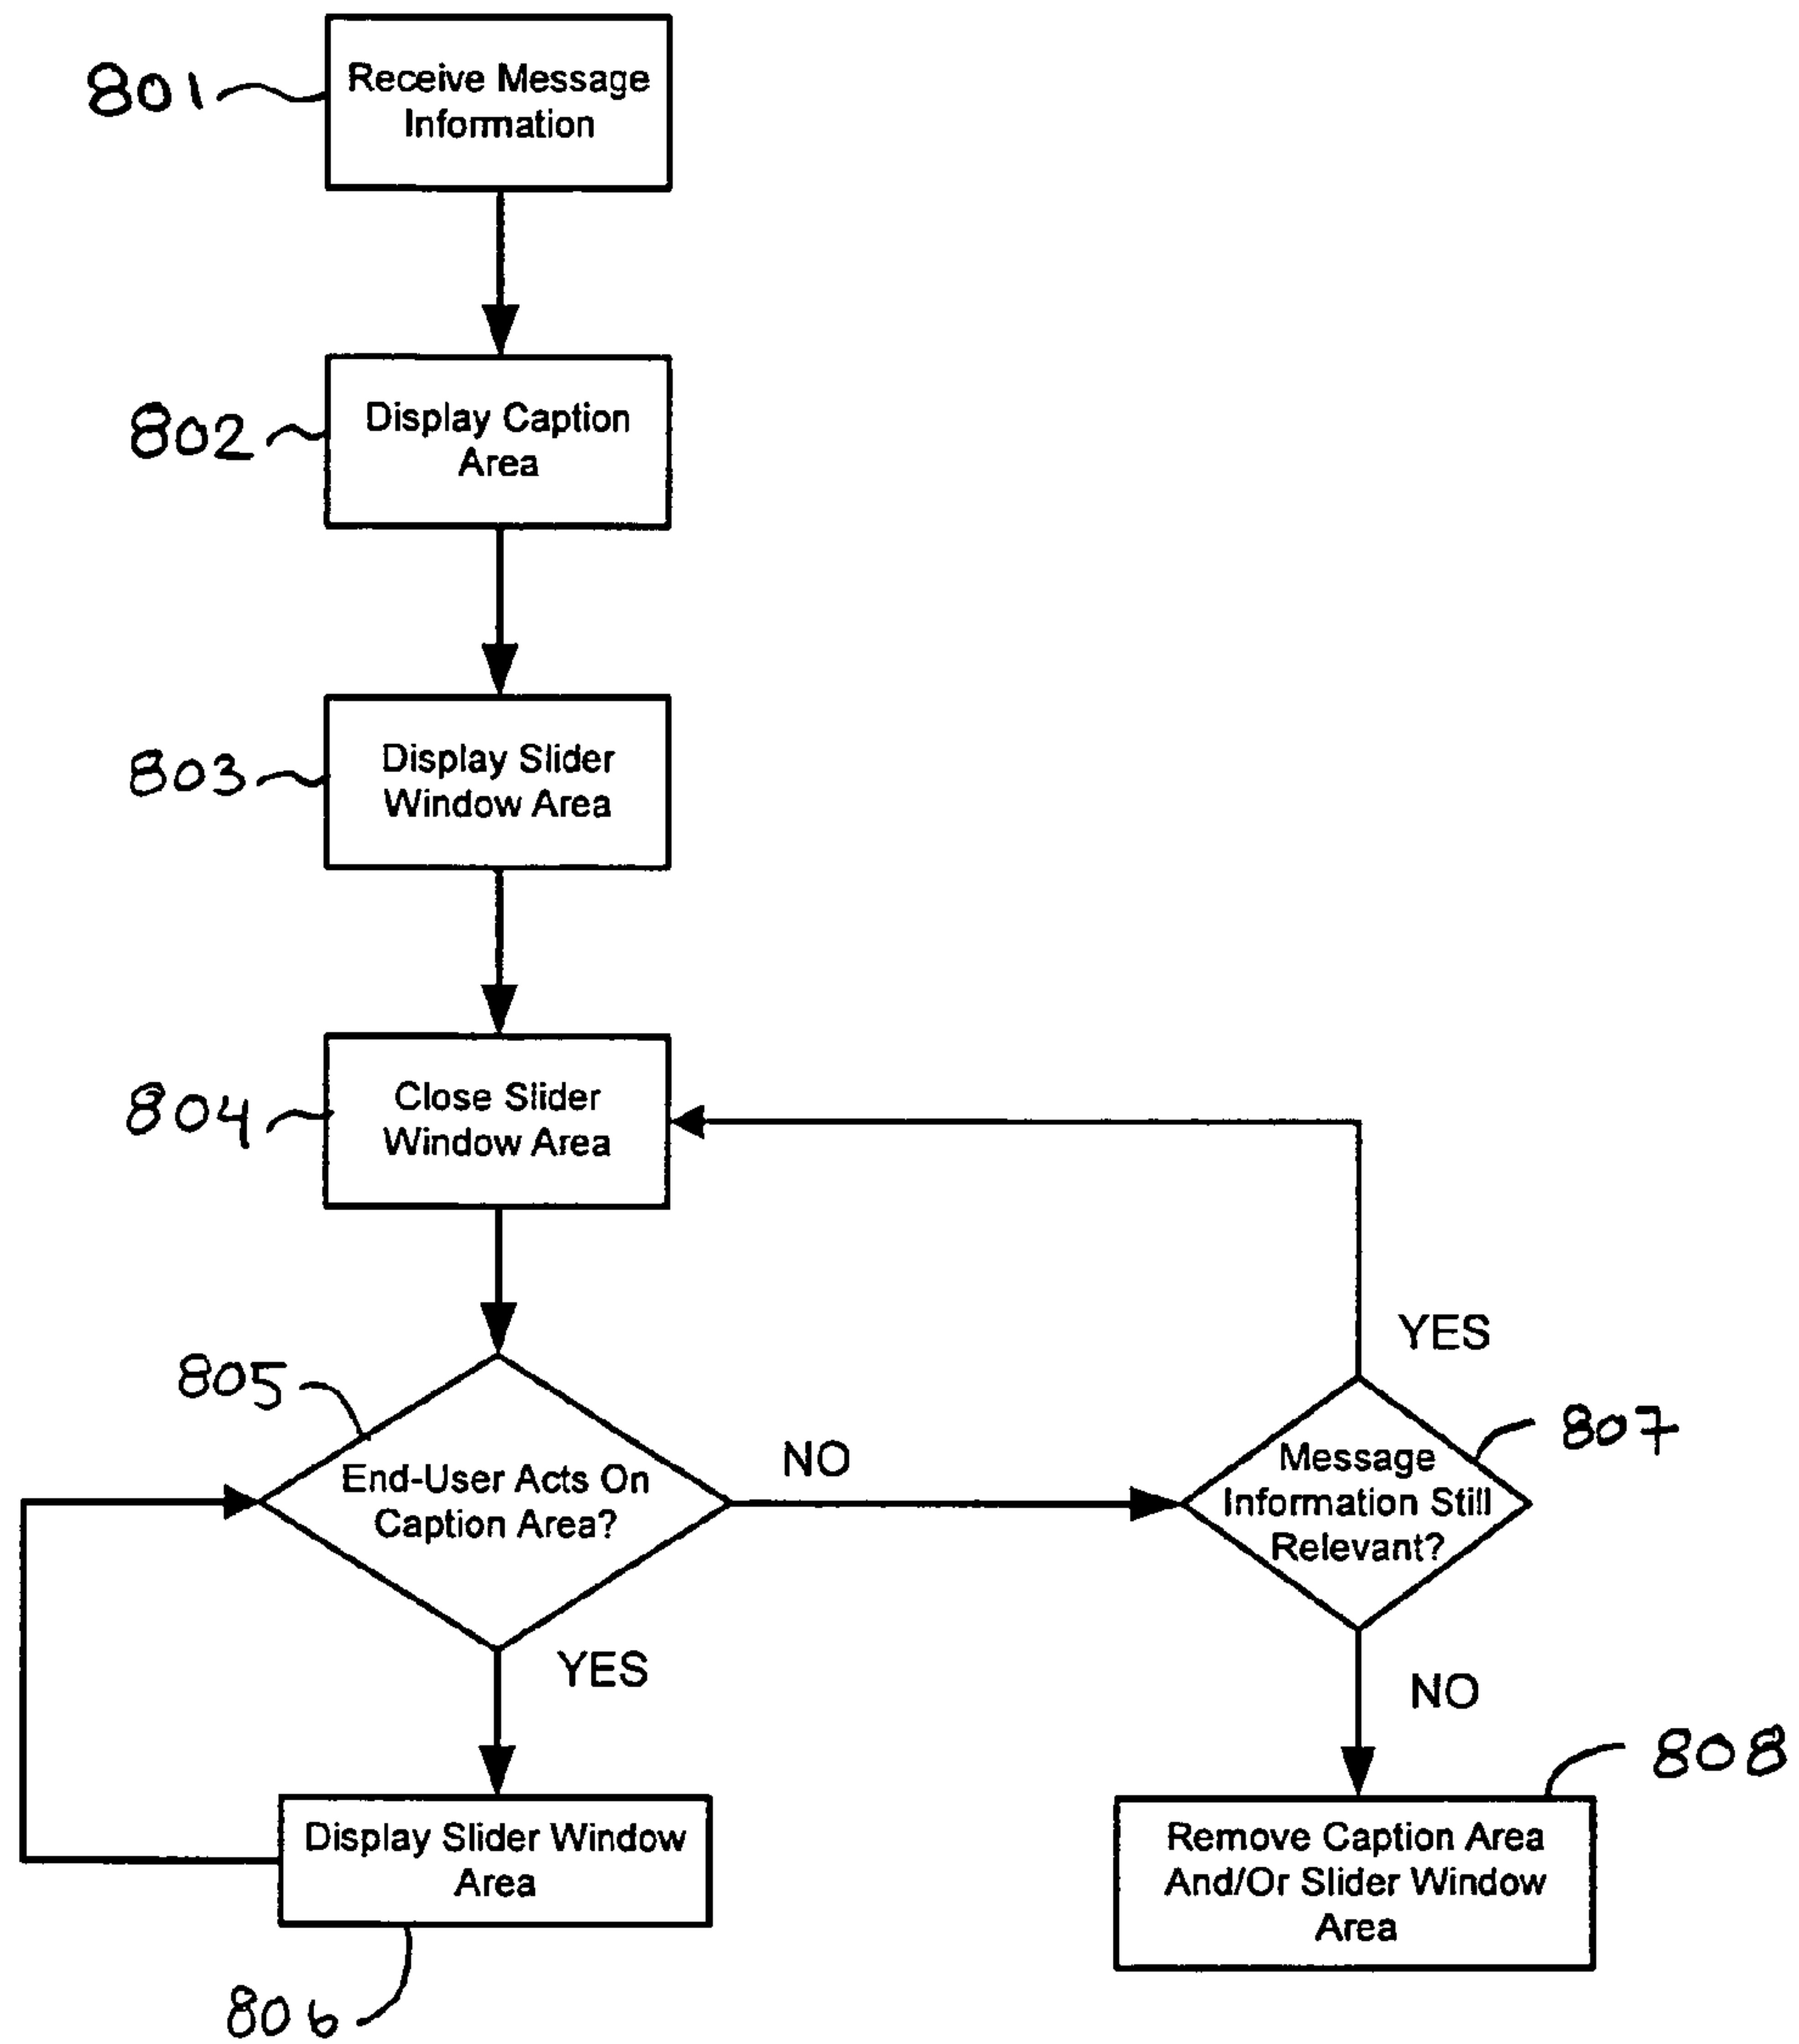 801
Receive Message
Information
802
Display Caption
Area
803
Display Slider
Window Area
804
Close Slider
Window Area
YES
805
807
End-User Acts On
Caption Area?
NO
Message
Information Still
Relevant?
YES
NO
808
Display Slider Window
Area
Remove Caption Area
And/Or Slider Window
Area
806